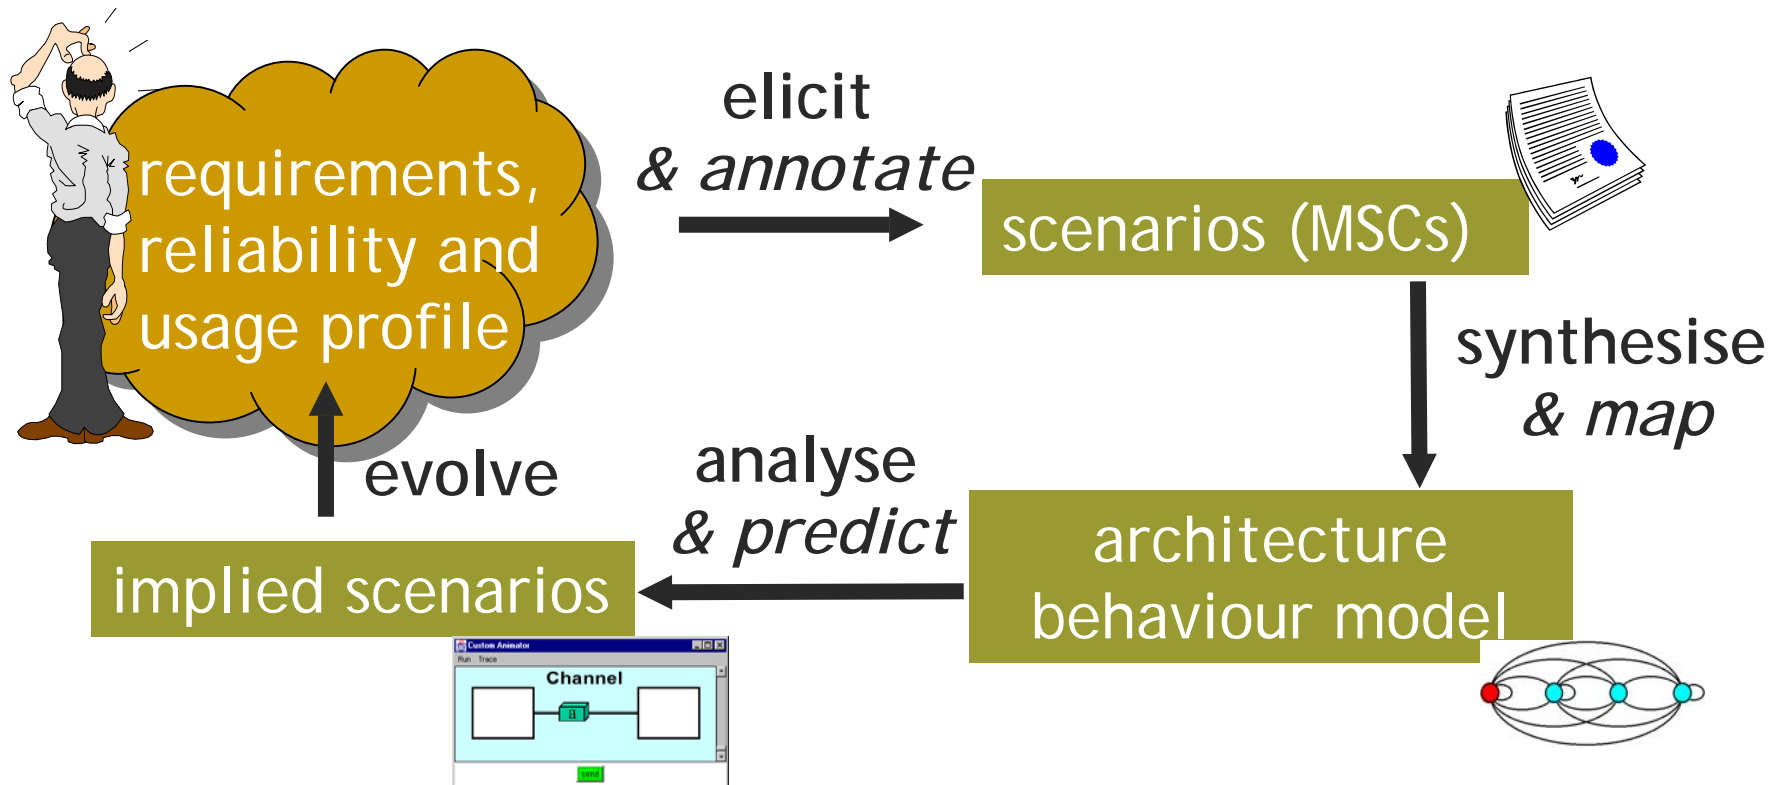 elicit
& annotate
requirements,
reliability and
usage profile
scenarios (MSCs)
synthesise
& map
evolve
analyse
& predict
architecture
behaviour model
implied scenarios
Custom Animator
Run Trace
Channel
a
send